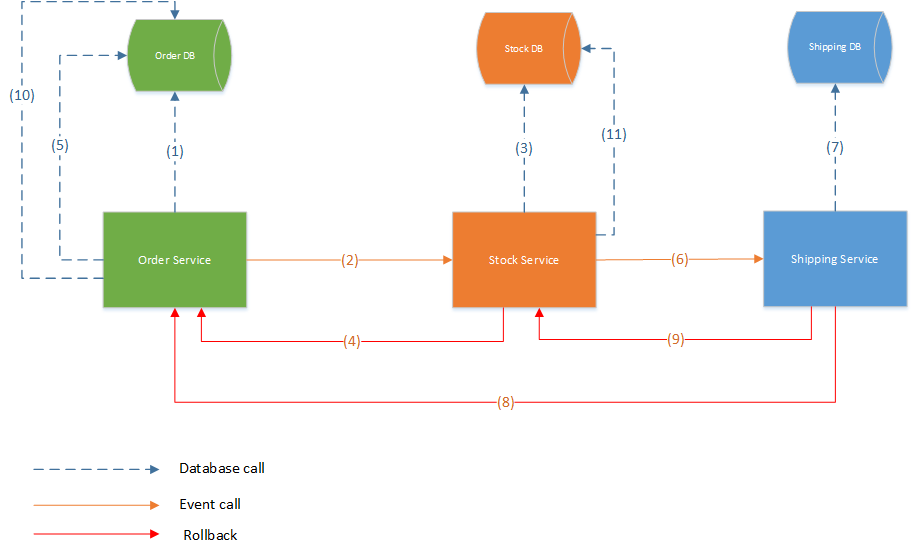 Order DB
Stock DB
Shipping DB
(10)
(5)
(1)
(3)
(11)
(7)
Order Service
(2)
Stock Service
(6)
Shipping Service
(4)
(9)
(8)
Database call
Event call
Rollback